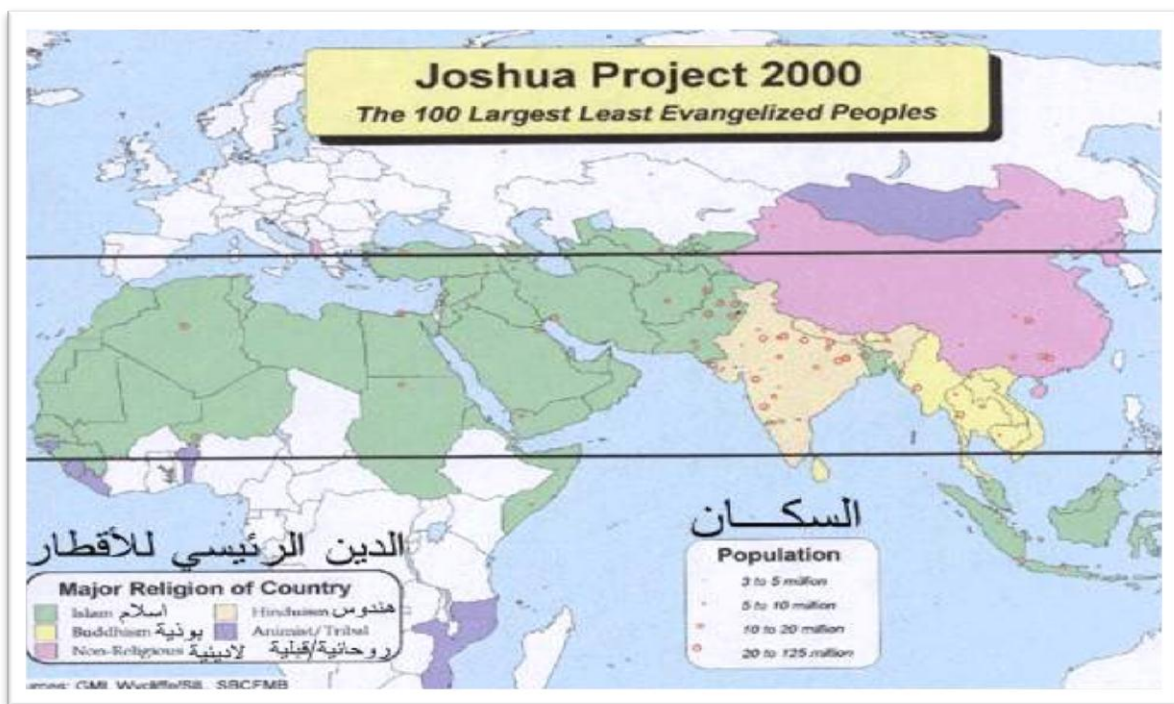 Joshua Project 2000
The 100 Largest Least Evangelized Peoples
السكان
الدين الرئيسي للأقطار
Population
3 to 5 million
5 to 10 million
10 to 20 million
20 to 125 million
Major Religion of Country
Islam اسلام
Hinduism هندوس
Buddhism بوذية
Animist/Tribal
Non-Religious لادينية
روحانية/قبلية
GMI, Wycliffe/SIL, SBCFMB